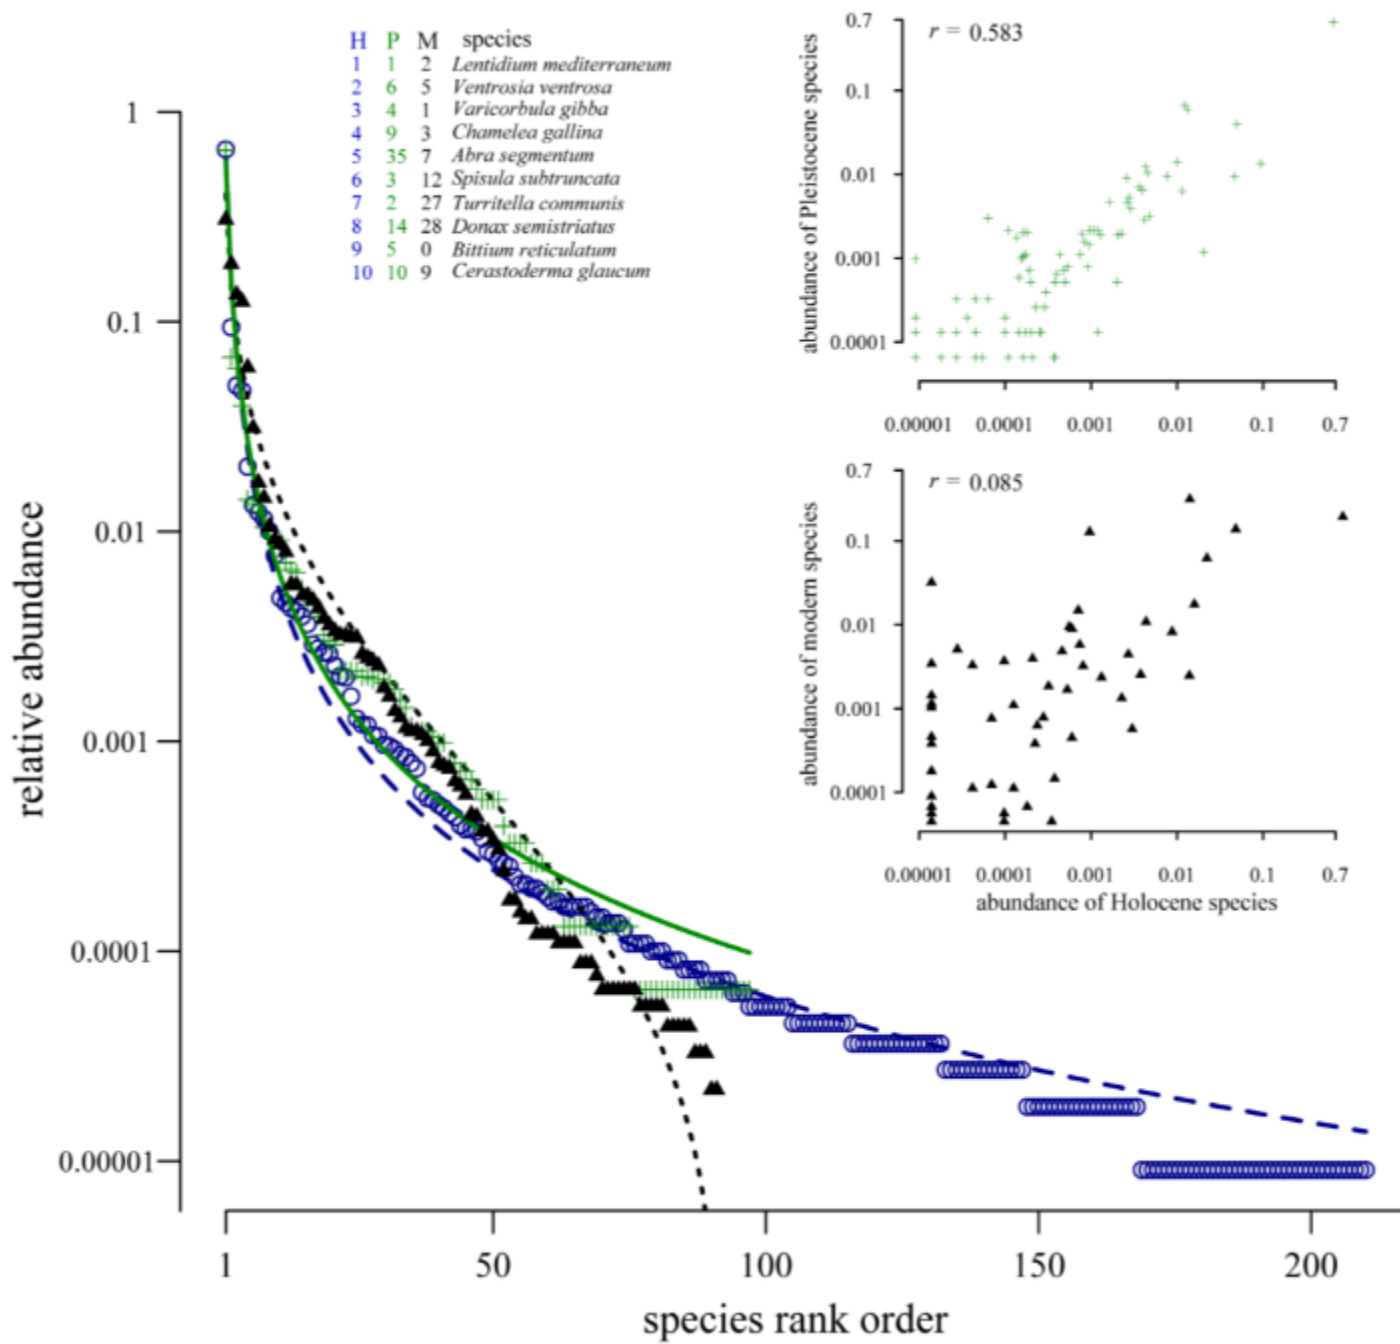 H P M species
1 1 2 Lentidium mediterraneum
2 6 5 Ventrosia ventrosa
3 4 1 Varicorbula gibba
4 9 3 Chamelea gallina
5 35 7 Abra segmentum
6 3 12 Spisula subtruncata
7 2 27 Turritella communis
8 14 28 Donax semistriatus
9 5 0 Bittium reticulatum
10 10 9 Cerastoderma glaucum
relative abundance
1
0.1
0.01
0.001
0.0001
0.00001
1 50 100 150 200
species rank order
r = 0.583
abundance of Pleistocene species
0.7
0.1
0.01
0.001
0.0001
0.00001 0.0001 0.001 0.01 0.1 0.7
r = 0.085
abundance of modern species
0.7
0.1
0.01
0.001
0.0001
0.00001 0.0001 0.001 0.01 0.1 0.7
abundance of Holocene species